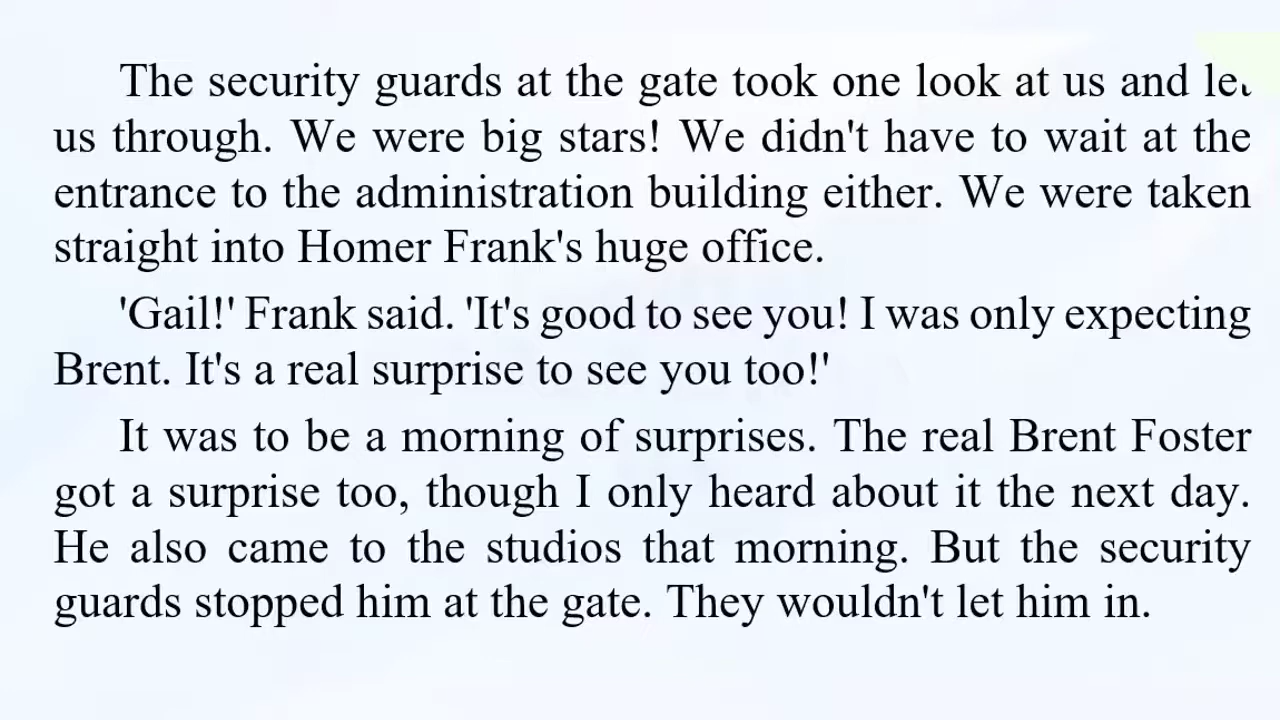 The security guards at the gate took one look at us and let
us through. We were big stars! We didn't have to wait at the
entrance to the administration building either. We were taken
straight into Homer Frank's huge office.
'Gail!' Frank said. 'It's good to see you! I was only expecting
Brent. It's a real surprise to see you too!'
It was to be a morning of surprises. The real Brent Foster
got a surprise too, though I only heard about it the next day.
He also came to the studios that morning. But the security
guards stopped him at the gate. They wouldn't let him in.